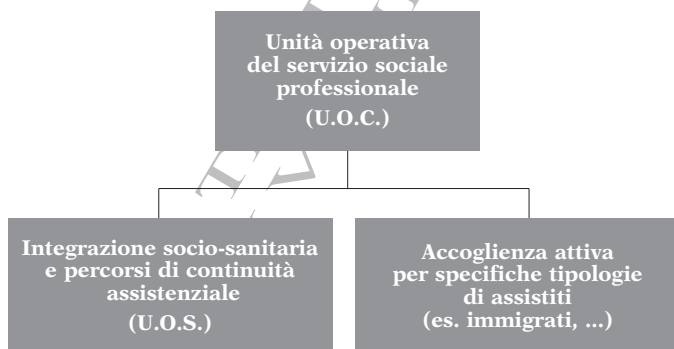 Unità operativa
del servizio sociale
professionale
(U.O.C.)
Integrazione socio-sanitaria
e percorsi di continuità
assistenziale
(U.O.S.)
Accoglienza attiva
per specifiche tipologie
di assistiti
(es. immigrati, ...)